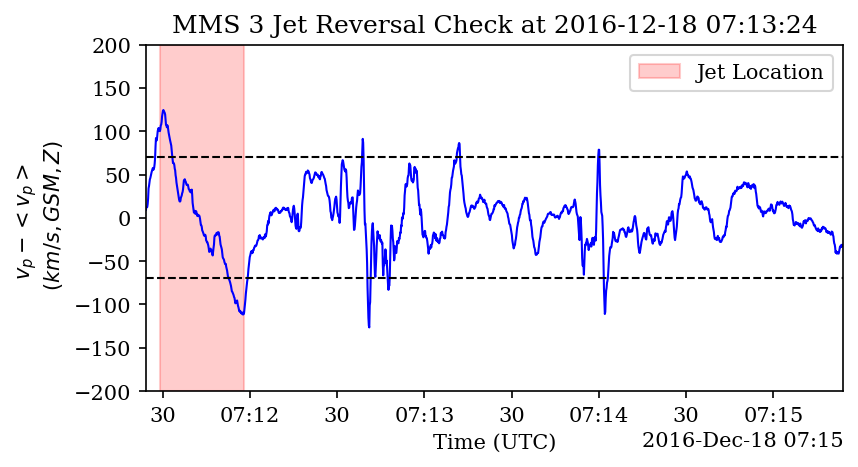 MMS 3 Jet Reversal Check at 2016-12-18 07:13:24
Jet Location
v_p − < v_p >
(km/s, GSM, Z)
200
150
100
50
0
−50
−100
−150
−200
30 07:12 30 07:13 30 07:14 30 07:15
Time (UTC)
2016-Dec-18 07:15